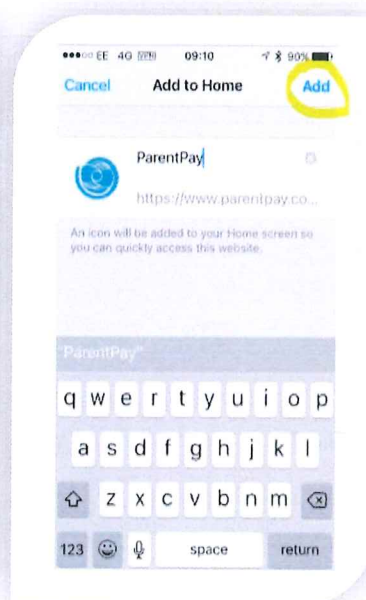 EE 4G VPN 09:10 90%
Cancel Add to Home Add
ParentPay
https://www.parentpay.co...
An icon will be added to your Home screen so
you can quickly access this website.
"ParentPay"
q w e r t y u i o p
a s d f g h j k l
z x c v b n m
123 space return